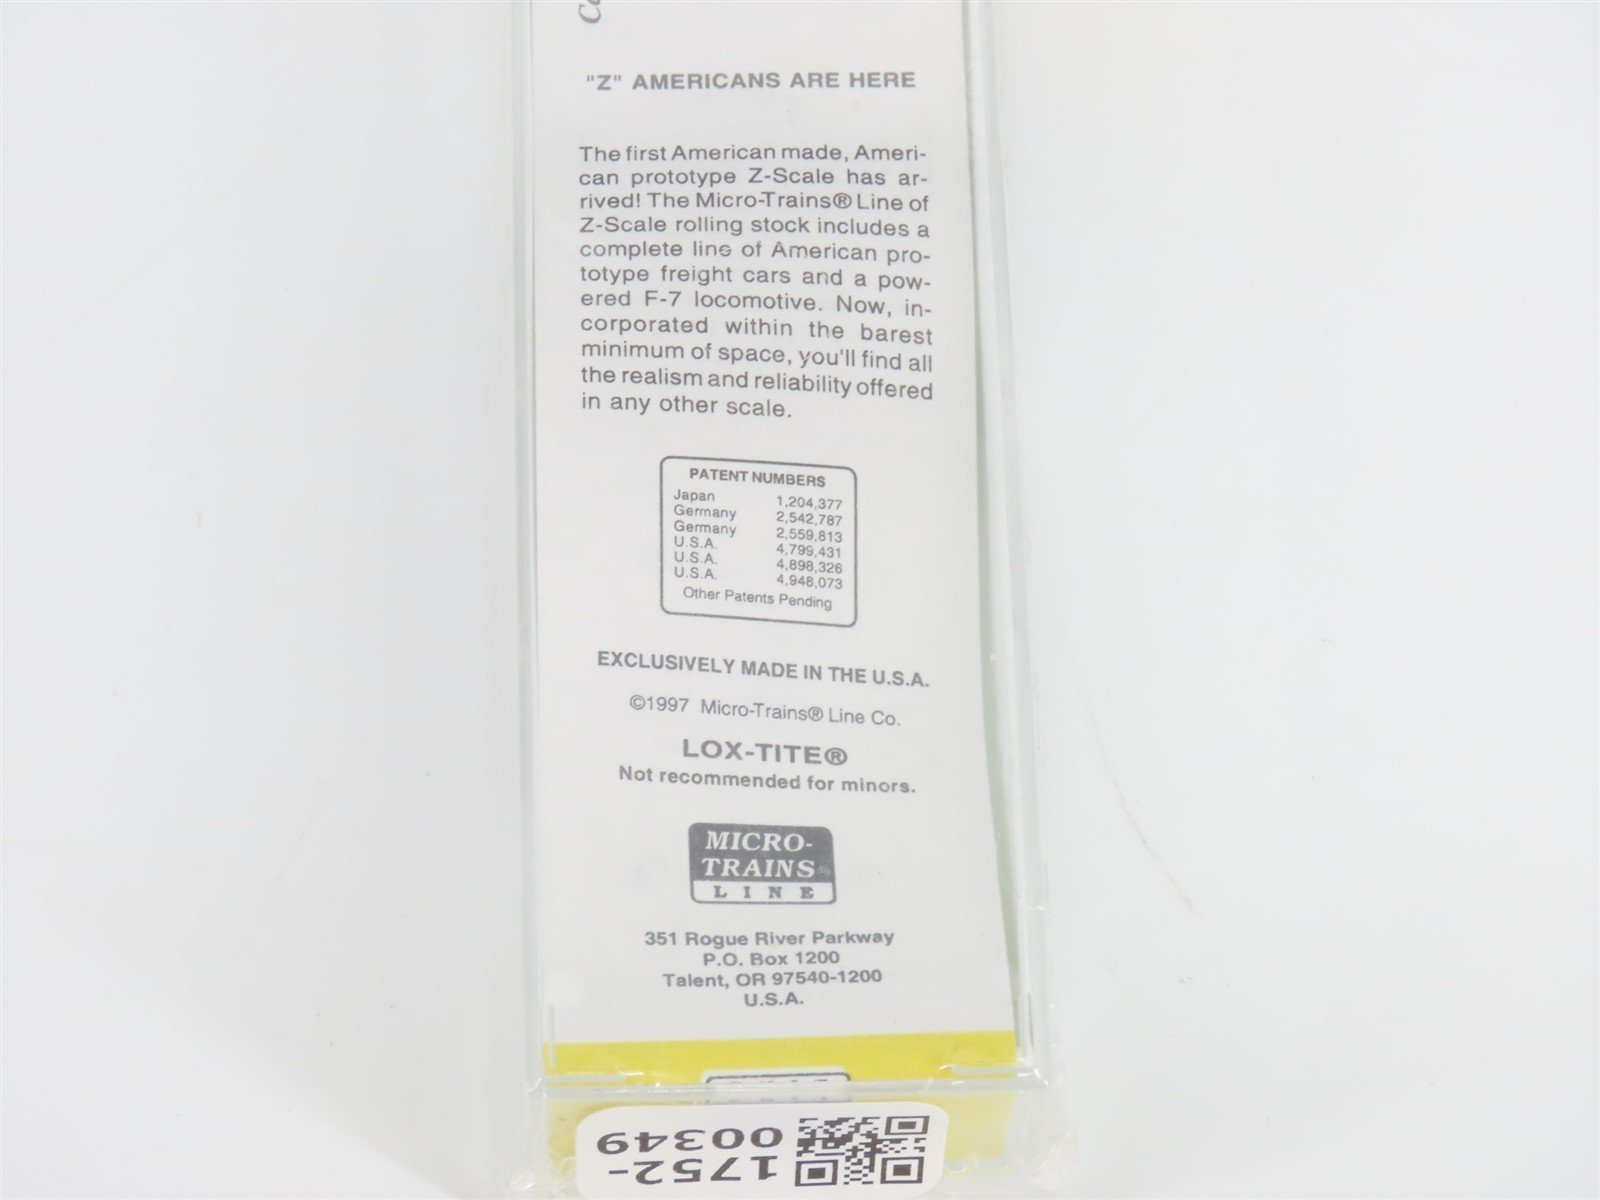 "Z" AMERICANS ARE HERE
The first American made, Ameri-
can prototype Z-Scale has ar-
rived! The Micro-Trains® Line of
Z-Scale rolling stock includes a
complete line of American pro-
totype freight cars and a pow-
ered F-7 locomotive. Now, in-
corporated within the barest
minimum of space, you'll find all
the realism and reliability offered
in any other scale.
PATENT NUMBERS
Japan 1,204,377
Germany 2,542,787
Germany 2,559,813
U.S.A. 4,799,431
U.S.A. 4,898,326
U.S.A. 4,948,073
Other Patents Pending
EXCLUSIVELY MADE IN THE U.S.A.
©1997 Micro-Trains® Line Co.
LOX-TITE®
Not recommended for minors.
MICRO-
TRAINS®
LINE
351 Rogue River Parkway
P.O. Box 1200
Talent, OR 97540-1200
U.S.A.
1752-
00349